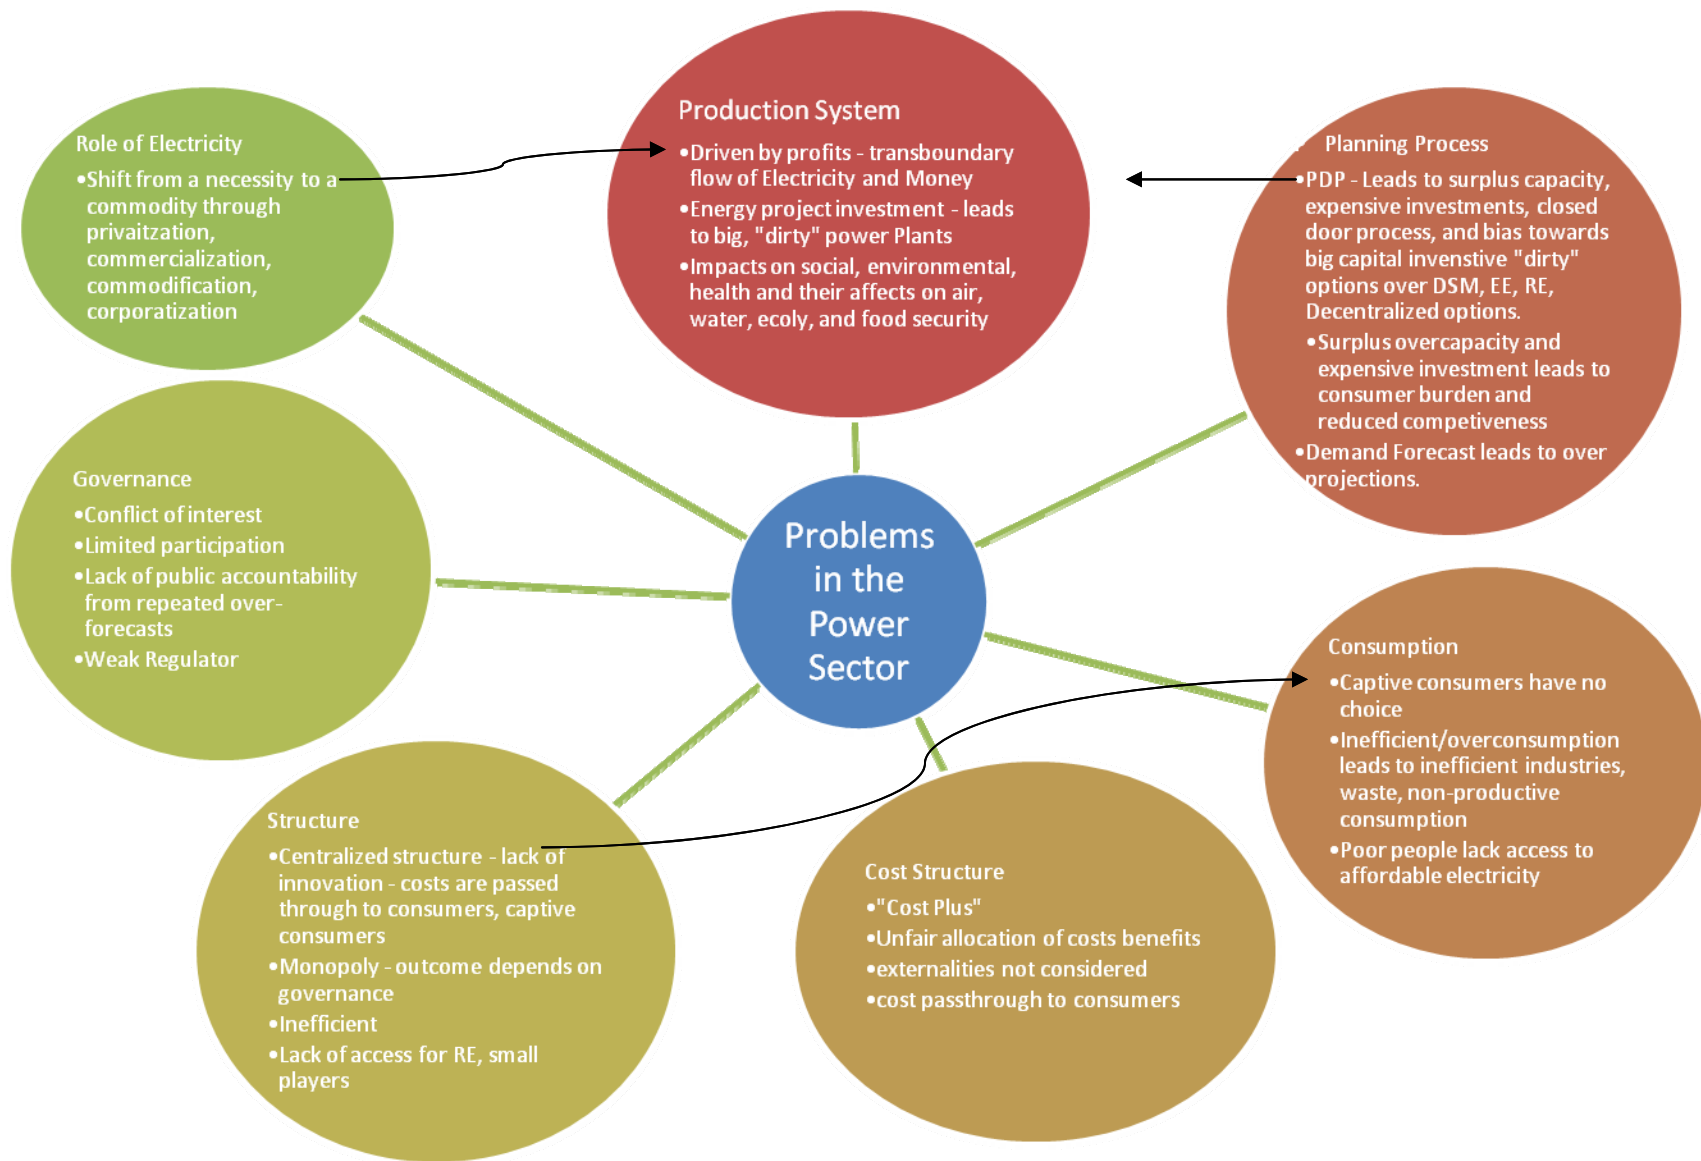 Production System
•Driven by profits - transboundary
flow of Electricity and Money
•Energy project investment - leads
to big, "dirty" power Plants
•Impacts on social, environmental,
health and their affects on air,
water, ecoly, and food security
Planning Process
•PDP - Leads to surplus capacity,
expensive investments, closed
door process, and bias towards
big capital invenstive "dirty"
options over DSM, EE, RE,
Decentralized options.
•Surplus overcapacity and
expensive investment leads to
consumer burden and
reduced competiveness
•Demand Forecast leads to over
projections.
Consumption
•Captive consumers have no
choice
•Inefficient/overconsumption
leads to inefficient industries,
waste, non-productive
consumption
•Poor people lack access to
affordable electricity
Cost Structure
•"Cost Plus"
•Unfair allocation of costs benefits
•externalities not considered
•cost passthrough to consumers
Structure
•Centralized structure - lack of
innovation - costs are passed
through to consumers, captive
consumers
•Monopoly - outcome depends on
governance
•Inefficient
•Lack of access for RE, small
players
Governance
•Conflict of interest
•Limited participation
•Lack of public accountability
from repeated over-
forecasts
•Weak Regulator
Role of Electricity
•Shift from a necessity to a
commodity through
privaitzation,
commercialization,
commodification,
corporatization
Problems
in the
Power
Sector